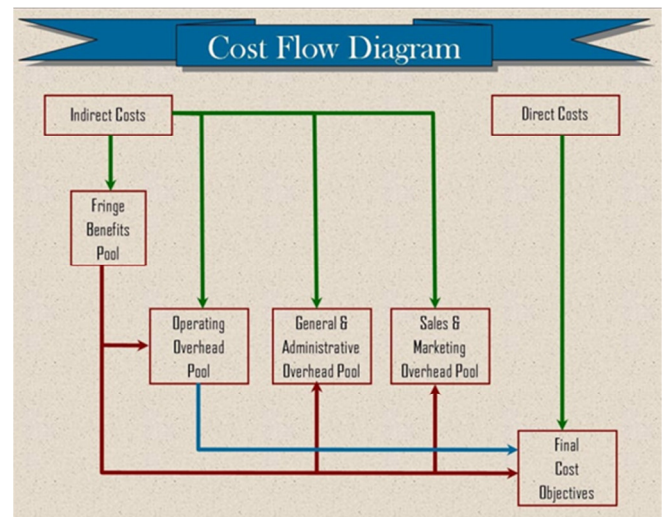 Cost Flow Diagram
Indirect Costs
Direct Costs
Fringe
Benefits
Pool
Operating
Overhead
Pool
General &
Administrative
Overhead Pool
Sales &
Marketing
Overhead Pool
Final
Cost
Objectives